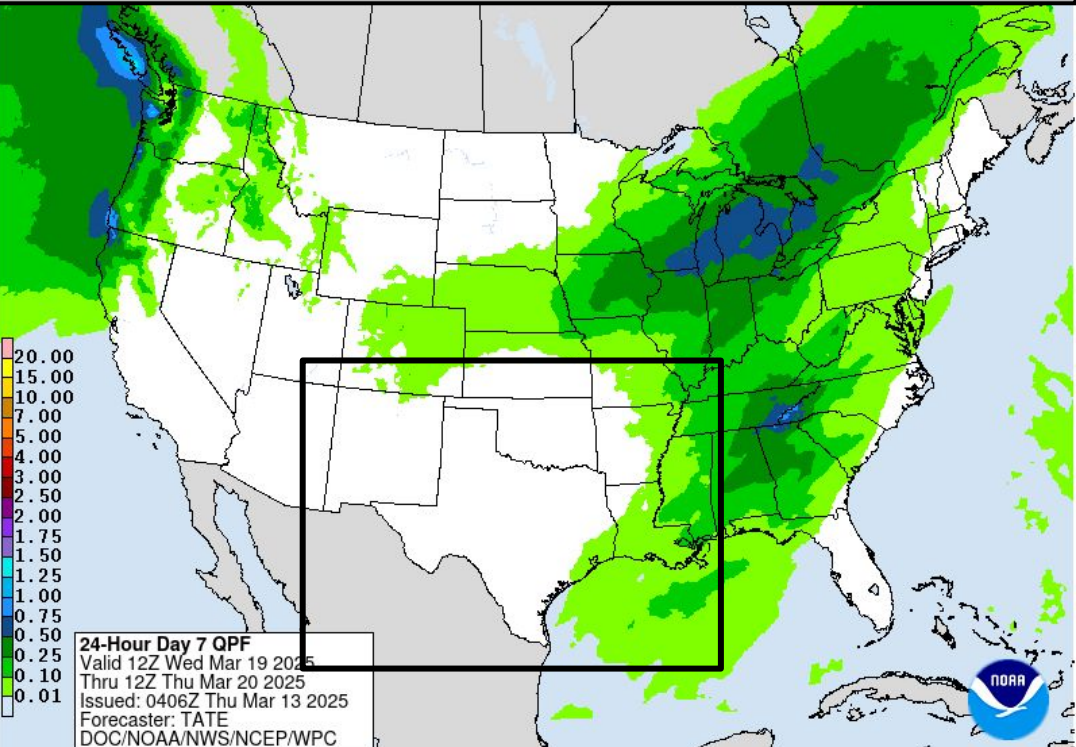 20.00
15.00
10.00
7.00
5.00
4.00
3.00
2.50
2.00
1.75
1.50
1.25
1.00
0.75
0.50
0.25
0.10
0.01
24-Hour Day 7 QPF
Valid 12Z Wed Mar 19 2025
Thru 12Z Thu Mar 20 2025
Issued: 0406Z Thu Mar 13 2025
Forecaster: TATE
DOC/NOAA/NWS/NCEP/WPC
NOAA